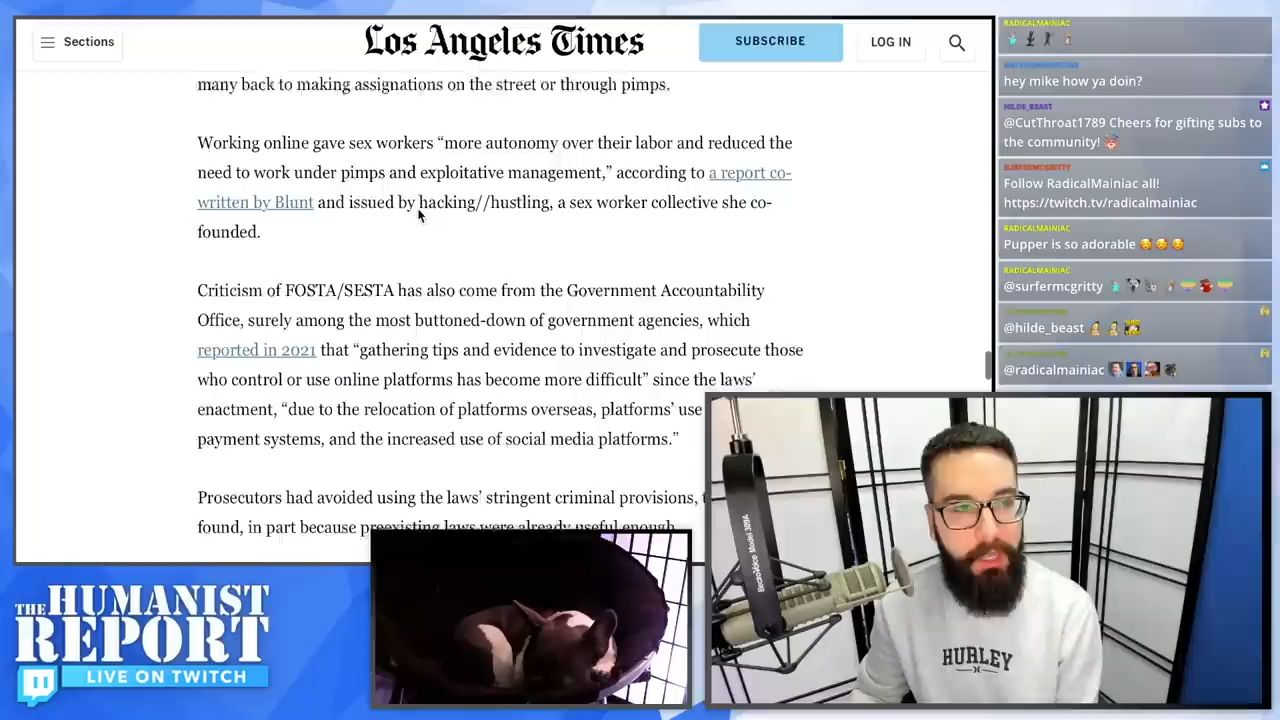 Sections
Los Angeles Times
SUBSCRIBE
LOG IN
many back to making assignations on the street or through pimps.
Working online gave sex workers “more autonomy over their labor and reduced the
need to work under pimps and exploitative management,” according to a report co-
written by Blunt and issued by hacking//hustling, a sex worker collective she co-
founded.
Criticism of FOSTA/SESTA has also come from the Government Accountability
Office, surely among the most buttoned-down of government agencies, which
reported in 2021 that “gathering tips and evidence to investigate and prosecute those
who control or use online platforms has become more difficult” since the laws’
enactment, “due to the relocation of platforms overseas, platforms’ use
payment systems, and the increased use of social media platforms.”
Prosecutors had avoided using the laws’ stringent criminal provisions,
found, in part because preexisting laws were already useful enough
RADICALMAINIAC
hey mike how ya doin?
HILDE_BEAST
@CutThroat1789 Cheers for gifting subs to
the community!
SURFERMCGRITTY
Follow RadicalMainiac all!
https://twitch.tv/radicalmainiac
RADICALMAINIAC
Pupper is so adorable
RADICALMAINIAC
@surfermcgritty
@hilde_beast
@radicalmainiac
THE HUMANIST
REPORT
LIVE ON TWITCH
HURLEY